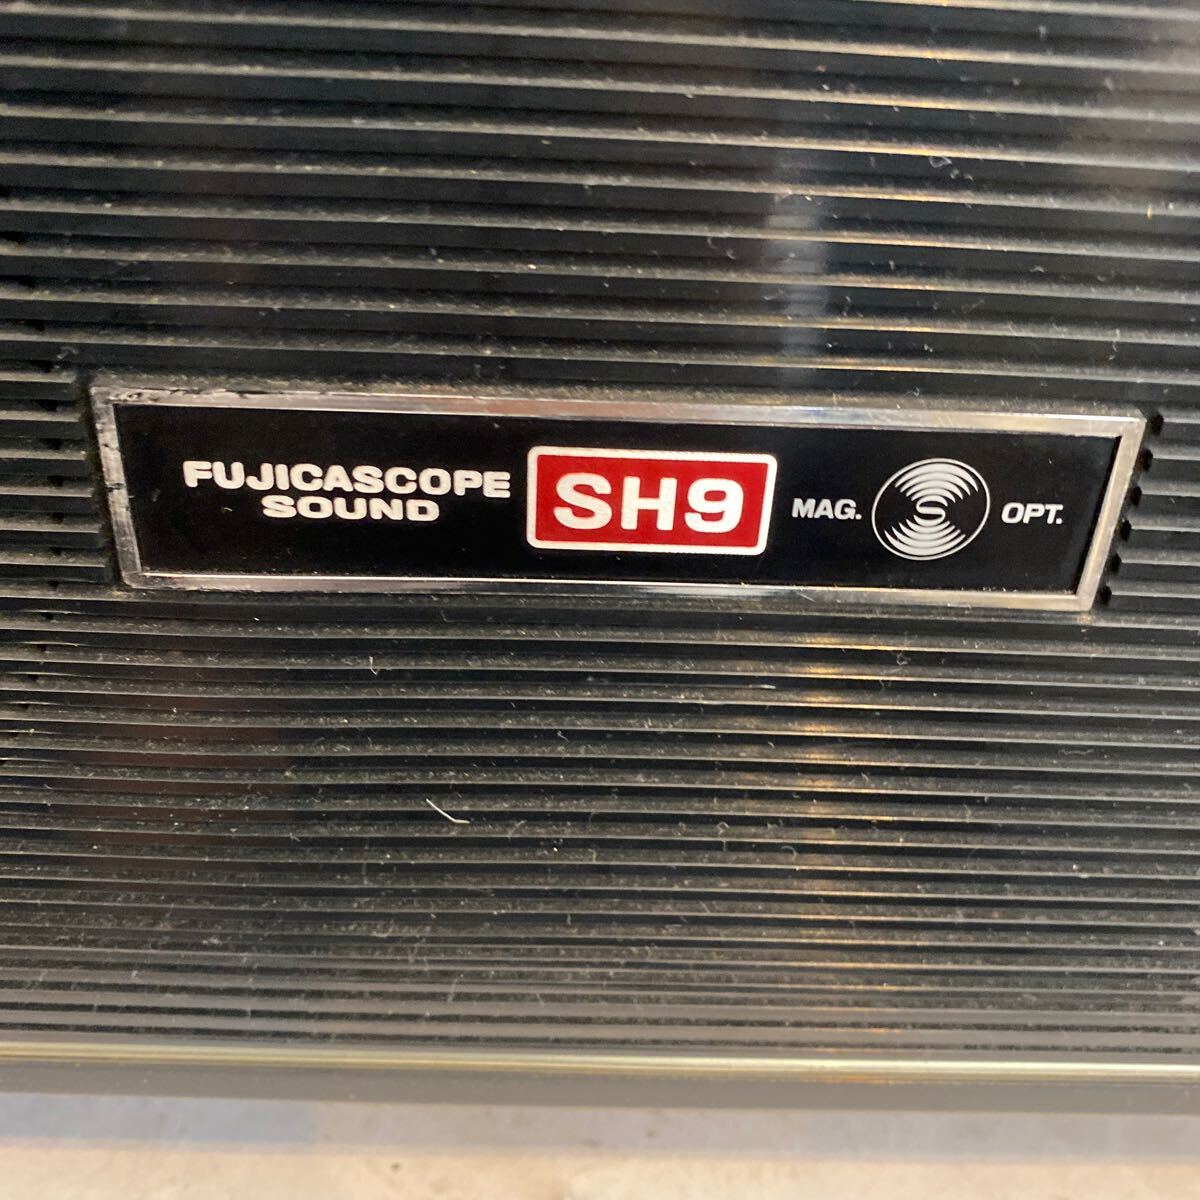 FUJICASCOPE
SOUND
SH9
MAG. S OPT.